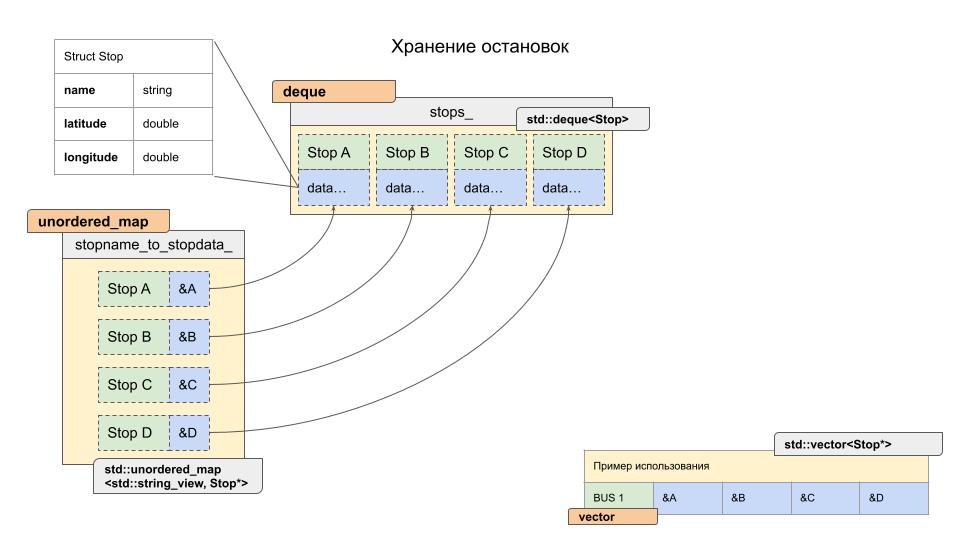 Хранение остановок
Struct Stop
name string
latitude double
longitude double
deque
stops_
std::deque<Stop>
Stop A Stop B Stop C Stop D
data… data… data… data…
unordered_map
stopname_to_stopdata_
Stop A &A
Stop B &B
Stop C &C
Stop D &D
std::unordered_map
<std::string_view, Stop*>
std::vector<Stop*>
Пример использования
BUS 1 &A &B &C &D
vector